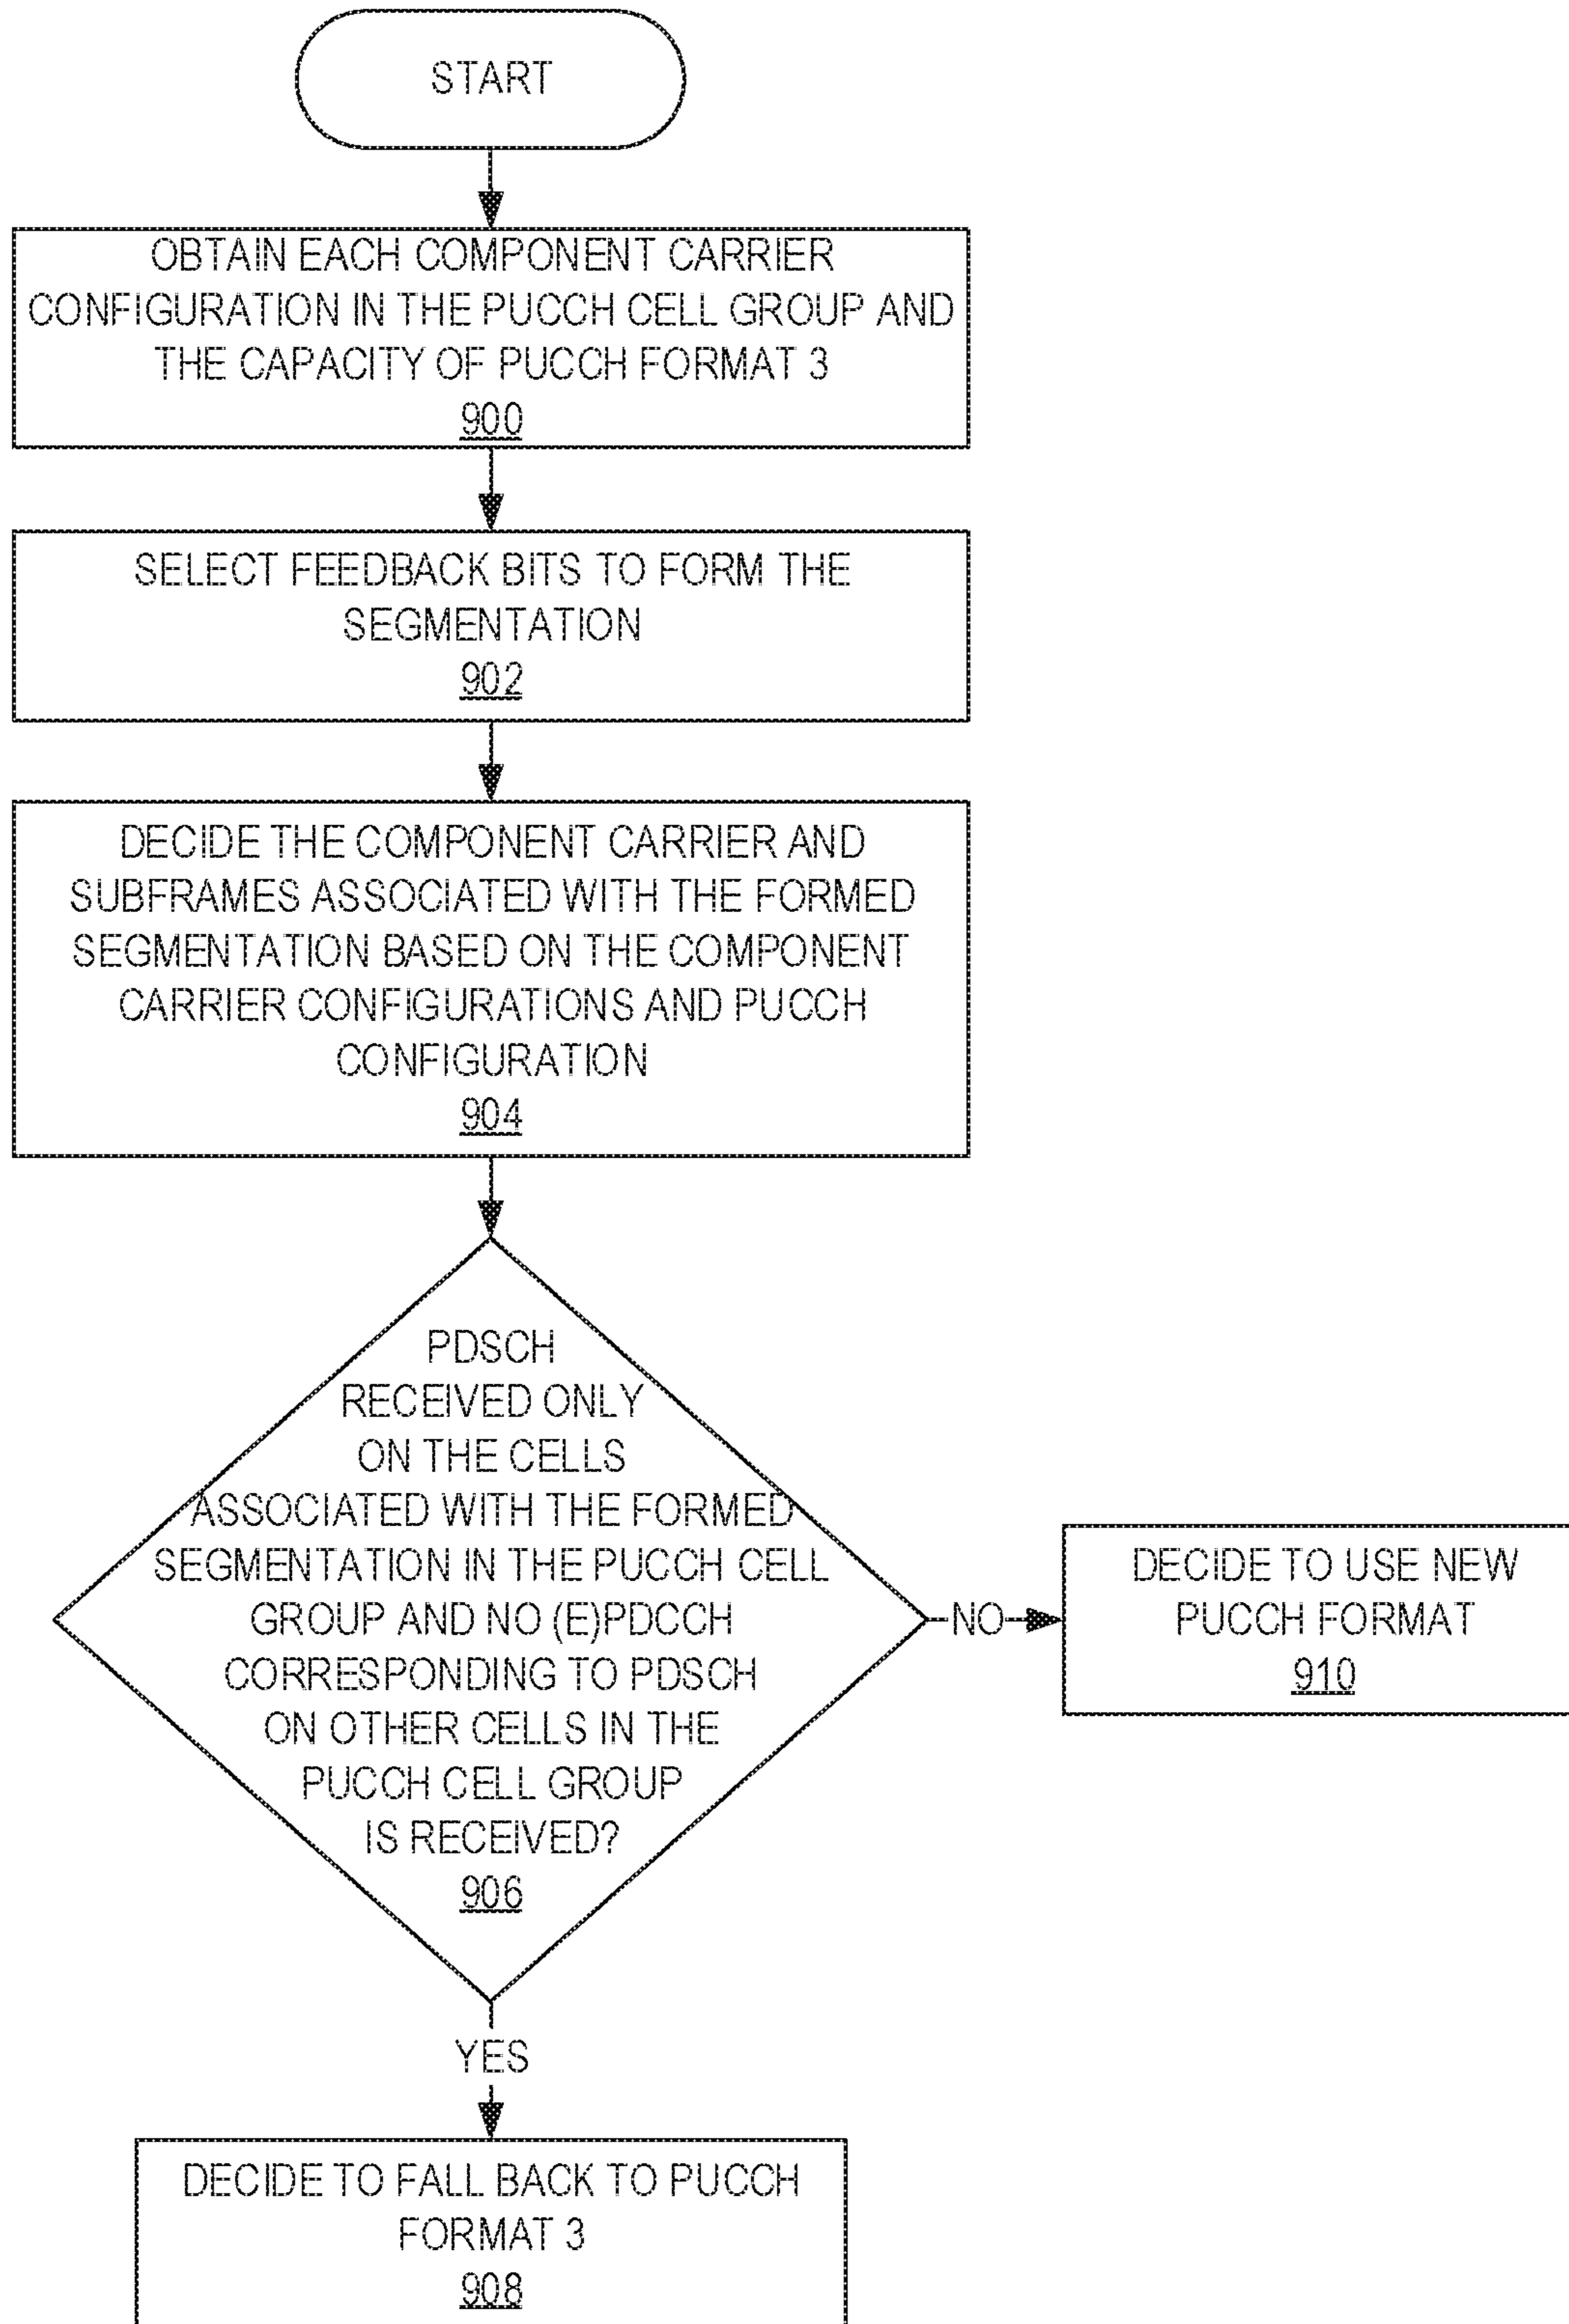 START
OBTAIN EACH COMPONENT CARRIER
CONFIGURATION IN THE PUCCH CELL GROUP AND
THE CAPACITY OF PUCCH FORMAT 3
900
SELECT FEEDBACK BITS TO FORM THE
SEGMENTATION
902
DECIDE THE COMPONENT CARRIER AND
SUBFRAMES ASSOCIATED WITH THE FORMED
SEGMENTATION BASED ON THE COMPONENT
CARRIER CONFIGURATIONS AND PUCCH
CONFIGURATION
904
PDSCH
RECEIVED ONLY
ON THE CELLS
ASSOCIATED WITH THE FORMED
SEGMENTATION IN THE PUCCH CELL
GROUP AND NO (E)PDCCH
CORRESPONDING TO PDSCH
ON OTHER CELLS IN THE
PUCCH CELL GROUP
IS RECEIVED?
906
NO
DECIDE TO USE NEW
PUCCH FORMAT
910
YES
DECIDE TO FALL BACK TO PUCCH
FORMAT 3
908